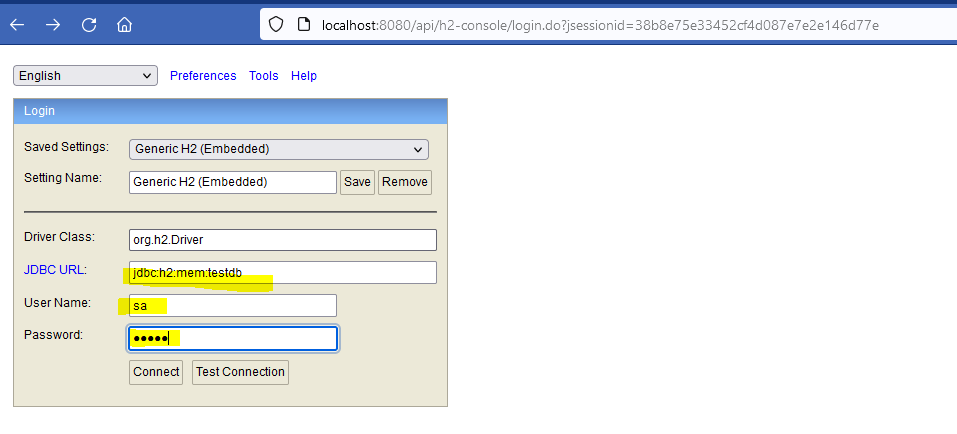 localhost:8080/api/h2-console/login.do?jsessionid=38b8e75e33452cf4d087e7e2e146d77e
English Preferences Tools Help
Login
Saved Settings: Generic H2 (Embedded)
Setting Name: Generic H2 (Embedded) Save Remove
Driver Class: org.h2.Driver
JDBC URL: jdbc:h2:mem:testdb
User Name: sa
Password: •••••
Connect Test Connection